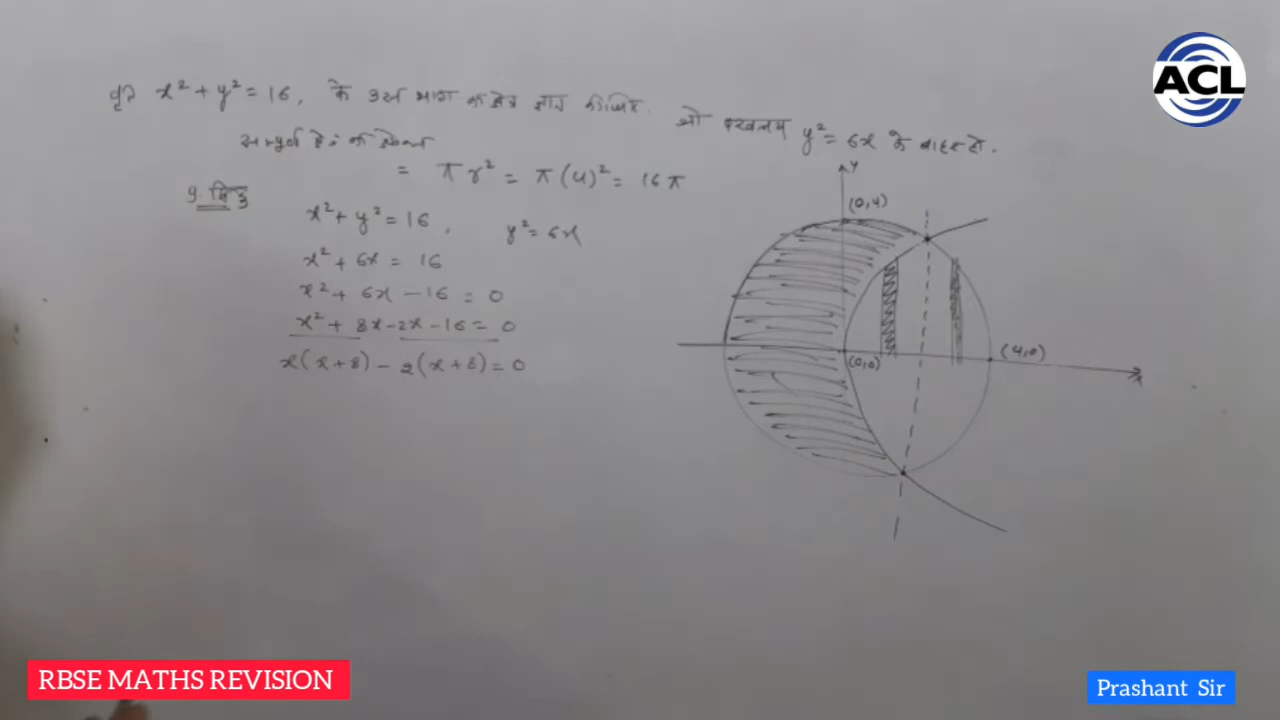 वृत्त x² + y² = 16, के उस भाग का क्षेत्र ज्ञात कीजिए. जो परवलय y² = 6x के बाहर हो.
सम्पूर्ण
= πr² = π(4)² = 16π
x² + y² = 16, y² = 6x
x² + 6x = 16
x² + 6x - 16 = 0
x² + 8x - 2x - 16 = 0
x(x+8) - 2(x+8) = 0
Y
(0,4)
(0,0)
(4,0)
x
ACL
RBSE MATHS REVISION
Prashant Sir